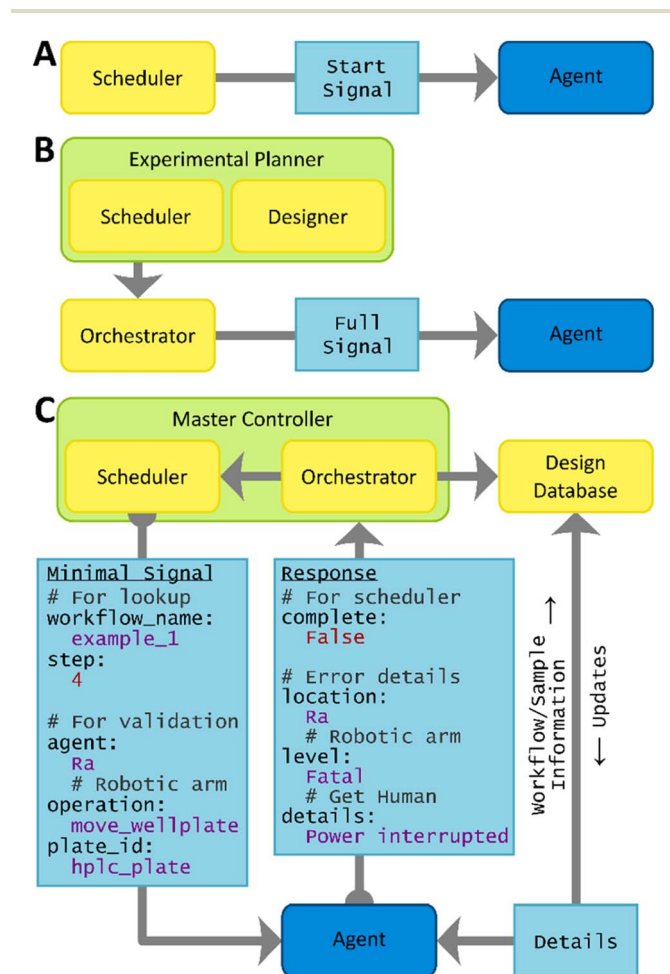 A
Scheduler
Start
Signal
Agent
B
Experimental Planner
Scheduler
Designer
Orchestrator
Full
Signal
Agent
C
Master Controller
Scheduler
Orchestrator
Design
Database
Minimal Signal
# For lookup
workflow_name:
example_1
step:
4
# For validation
agent:
Ra
# Robotic arm
operation:
move_wellplate
plate_id:
hplc_plate
Response
# For scheduler
complete:
False
# Error details
location:
Ra
# Robotic arm
level:
Fatal
# Get Human
details:
Power interrupted
Workflow/Sample
Information →
← Updates
Agent
Details